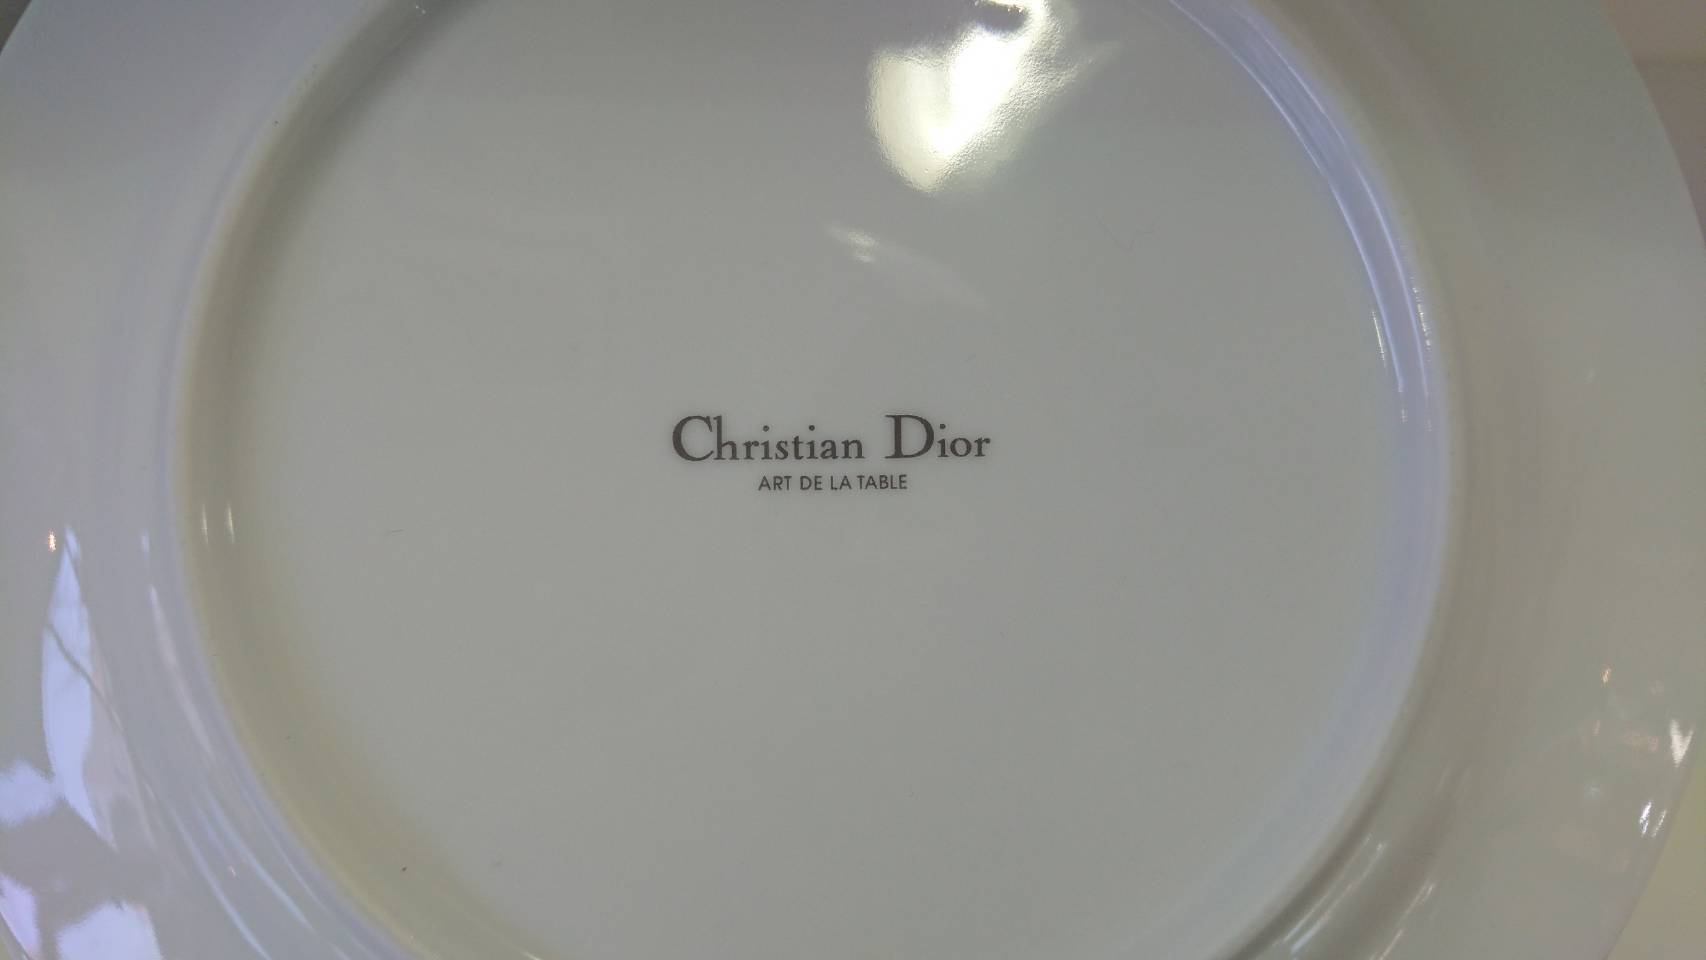 Christian Dior
ART DE LA TABLE